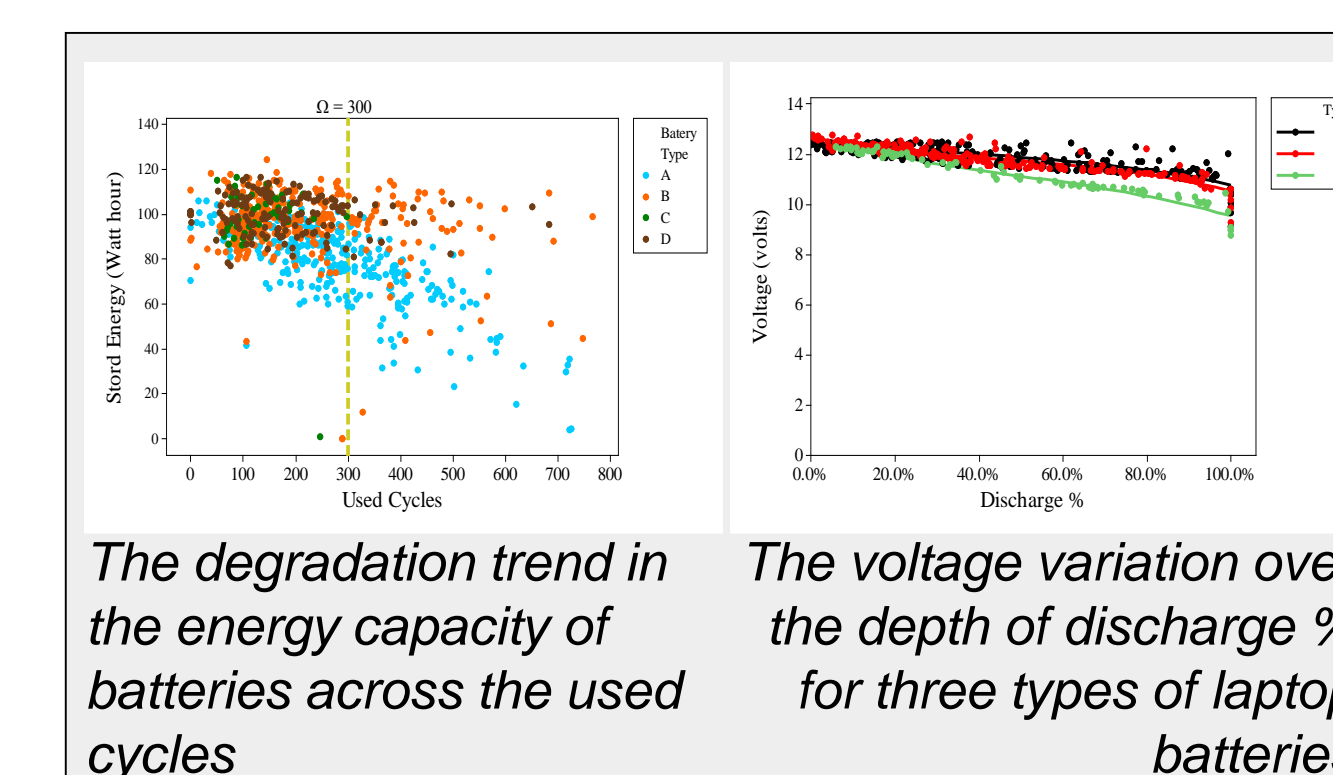 Ω = 300
140
120
100
80
60
40
20
0
Stord Energy (Watt hour)
0 100 200 300 400 500 600 700 800
Used Cycles
Batery
Type
A
B
C
D
14
12
10
8
6
4
2
0
Voltage (volts)
0.0% 20.0% 40.0% 60.0% 80.0% 100.0%
Discharge %
The degradation trend in
the energy capacity of
batteries across the used
cycles
The voltage variation
the depth of discharge %
for three types of